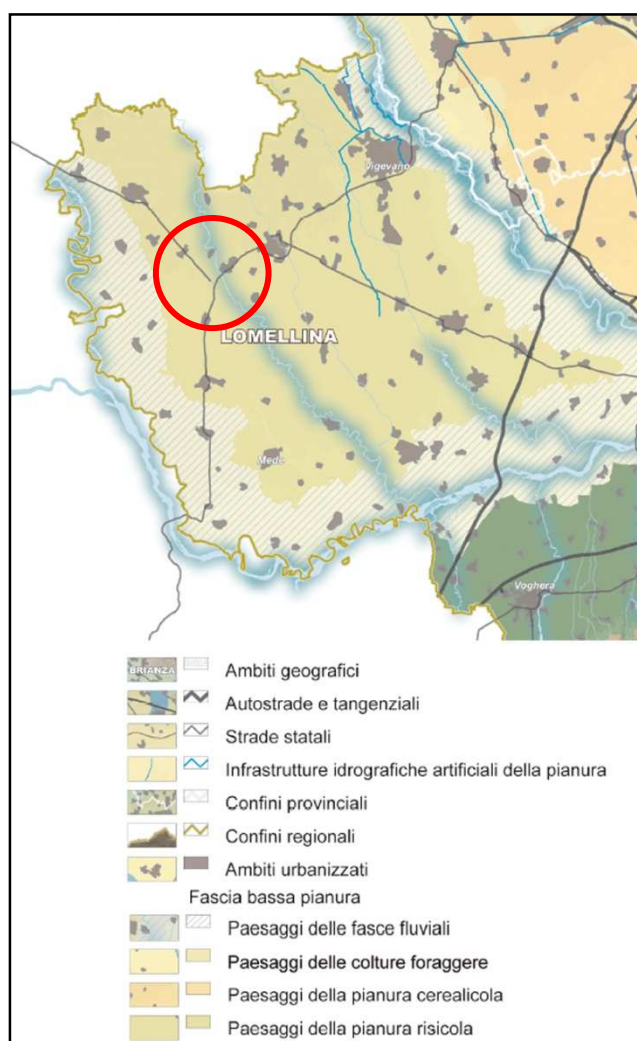 Vigevano
LOMELLINA
Mede
Voghera
BRIANZA Ambiti geografici
Autostrade e tangenziali
Strade statali
Infrastrutture idrografiche artificiali della pianura
Confini provinciali
Confini regionali
Ambiti urbanizzati
Fascia bassa pianura
Paesaggi delle fasce fluviali
Paesaggi delle colture foraggere
Paesaggi della pianura cerealicola
Paesaggi della pianura risicola